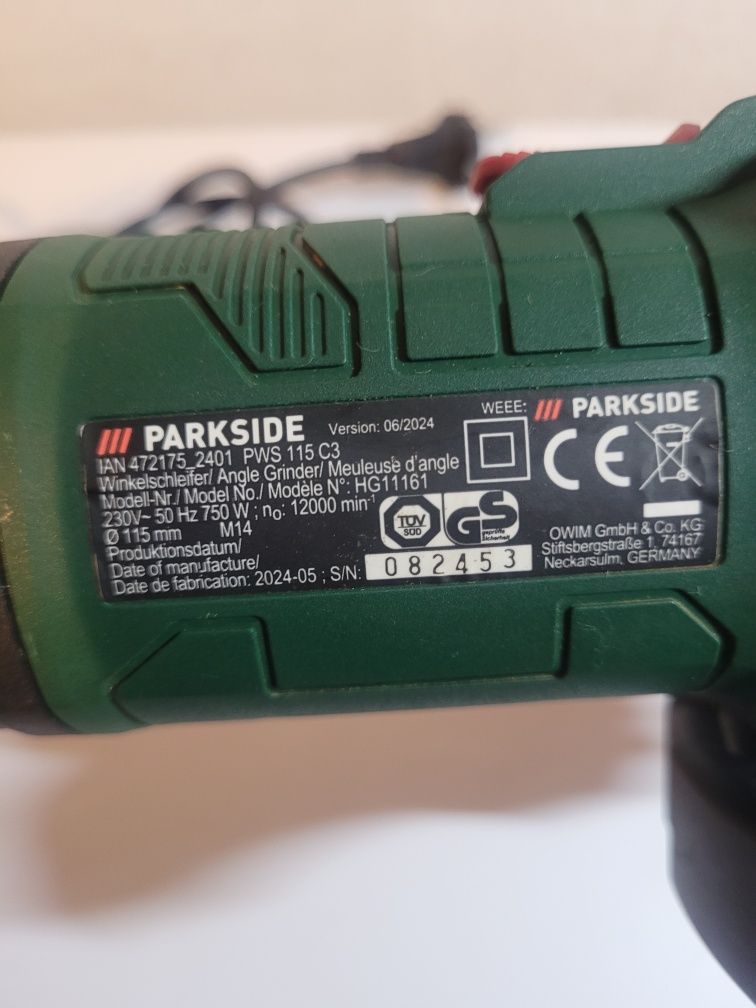 PARKSIDE Version: 06/2024
IAN 472175_2401 PWS 115 C3
Winkelschleifer/ Angle Grinder/ Meuleuse d'angle
Modell-Nr./ Model No./ Modèle N°: HG11161
230V~ 50 Hz 750 W ; n₀: 12000 min⁻¹
Ø 115 mm M14
Produktionsdatum/
Date of manufacture/
Date de fabrication: 2024-05 ; S/N: 082453
TÜV
SÜD
GS
geprüfte
Sicherheit
WEEE: PARKSIDE
CE
OWIM GmbH & Co. KG
Stiftsbergstraße 1, 74167
Neckarsulm, GERMANY